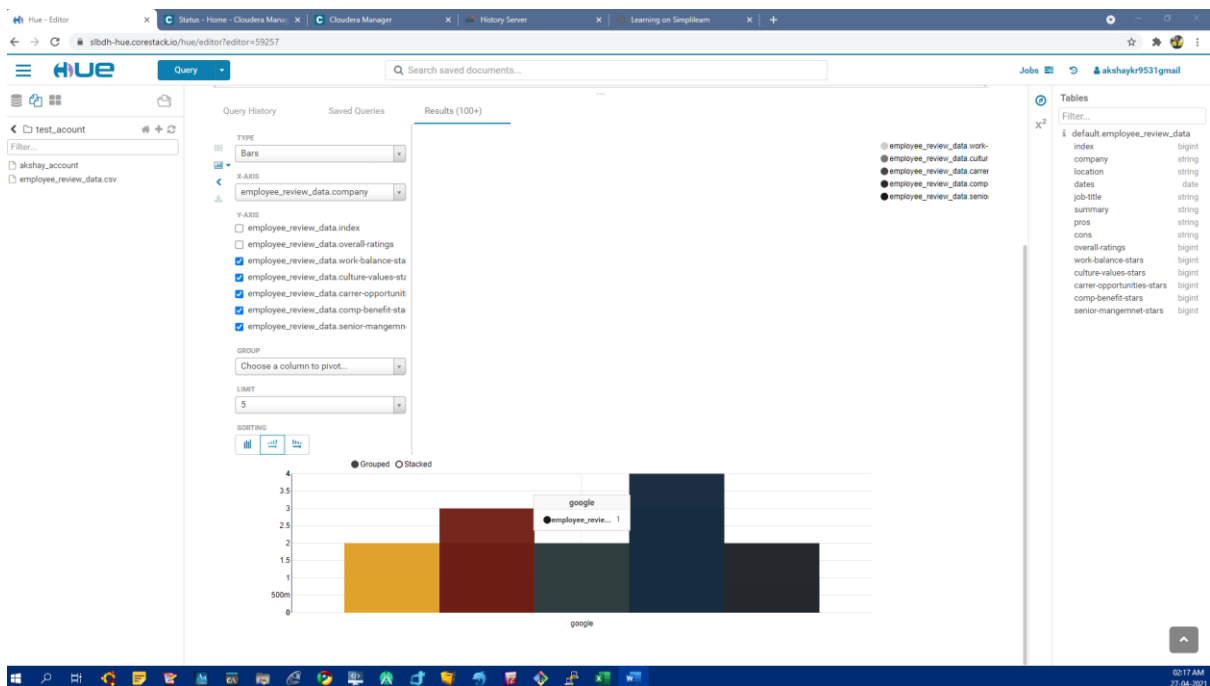 Hue - Editor
Status - Home - Cloudera Manag
Cloudera Manager
History Server
Learning on Simplilearn
slbdh-hue.corestack.io/hue/editor?editor=59257
HUE
Query
Search saved documents...
Jobs
akshaykr9531gmail
test_acount
Filter...
akshay_account
employee_review_data.csv
Query History
Saved Queries
Results (100+)
TYPE
Bars
X-AXIS
employee_review_data.company
Y-AXIS
employee_review_data.index
employee_review_data.overall-ratings
employee_review_data.work-balance-sta
employee_review_data.culture-values-sta
employee_review_data.carrer-opportuniti
employee_review_data.comp-benefit-sta
employee_review_data.senior-mangemn
GROUP
Choose a column to pivot...
LIMIT
5
SORTING
employee_review_data.work-
employee_review_data.cultur
employee_review_data.carrer
employee_review_data.comp
employee_review_data.senio
Grouped Stacked
4
3.5
3
2.5
2
1.5
1
500m
0
google
employee_revie... 1
google
x²
Tables
Filter...
default.employee_review_data
index bigint
company string
location string
dates date
job-title string
summary string
pros string
cons string
overall-ratings bigint
work-balance-stars bigint
culture-values-stars bigint
carrer-opportunities-stars bigint
comp-benefit-stars bigint
senior-mangemnet-stars bigint
02:17 AM
27-04-2021